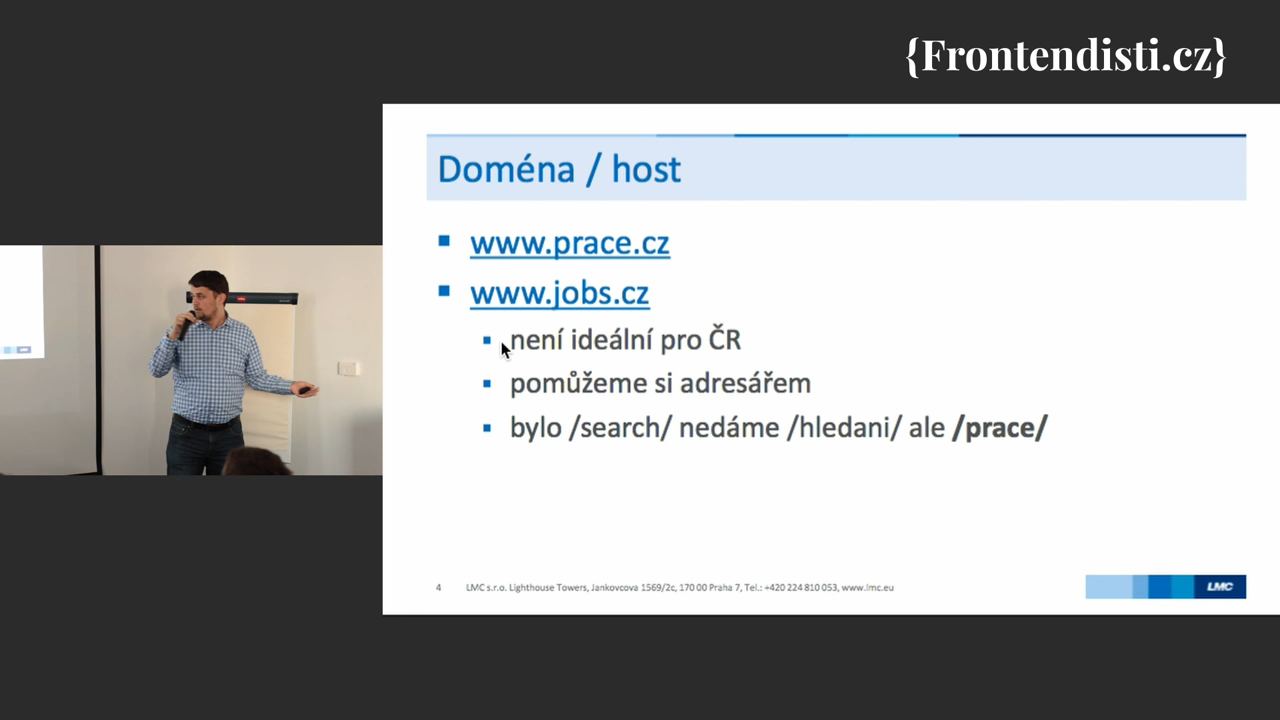 {Frontendisti.cz}
Doména / host
www.prace.cz
www.jobs.cz
není ideální pro ČR
pomůžeme si adresářem
bylo /search/ nedáme /hledani/ ale /prace/
4 LMC s.r.o. Lighthouse Towers, Jankovcova 1569/2c, 170 00 Praha 7, Tel.: +420 224 810 053, www.lmc.eu
LMC